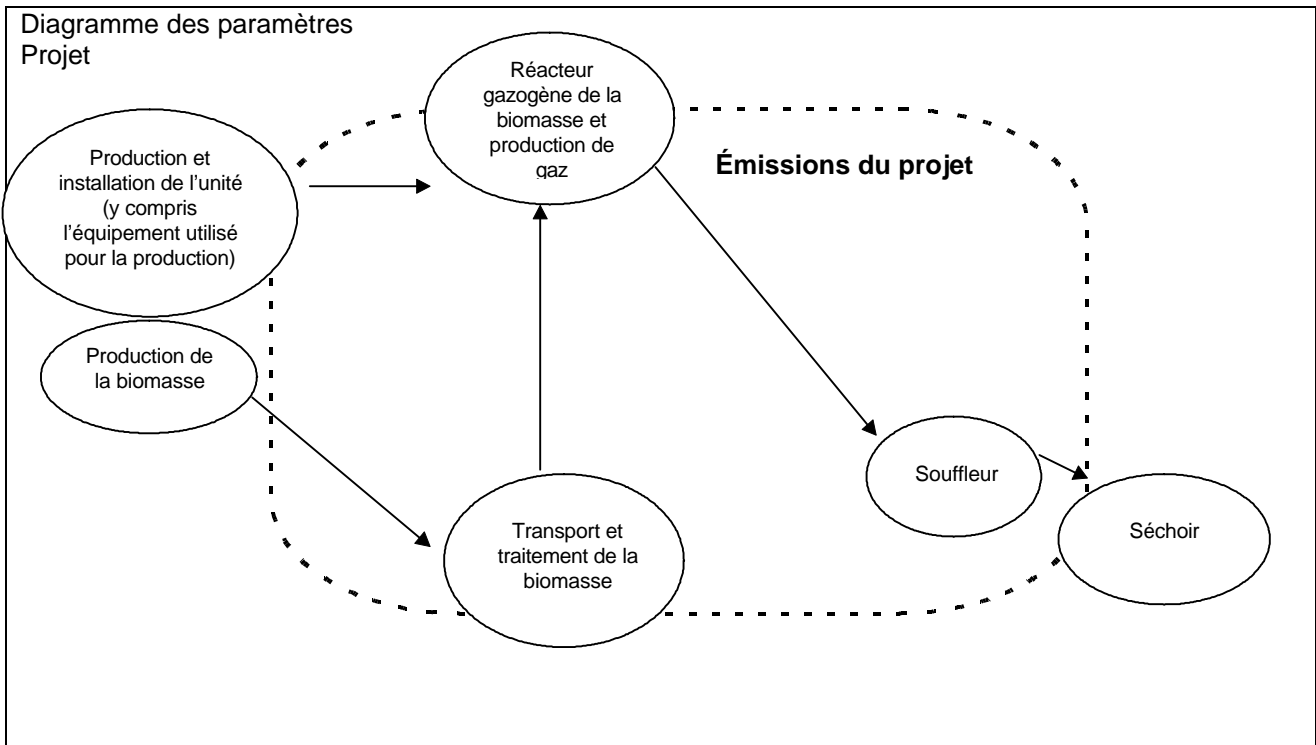 Diagramme des paramètres
Projet
Réacteur
gazogène de la
biomasse et
production de
gaz
Émissions du projet
Production et
installation de l’unité
(y compris
l’équipement utilisé
pour la production)
Production de
la biomasse
Souffleur
Séchoir
Transport et
traitement de la
biomasse